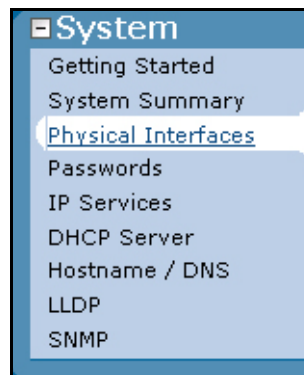 System
Getting Started
System Summary
Physical Interfaces
Passwords
IP Services
DHCP Server
Hostname / DNS
LLDP
SNMP